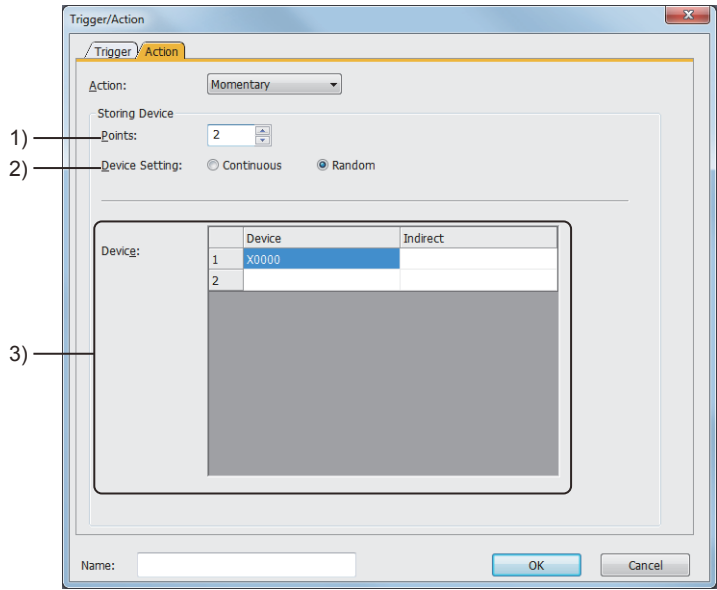 Trigger/Action
Trigger Action
Action: Momentary
Storing Device
1) Points: 2
2) Device Setting: Continuous Random
Device Indirect
Device: 1 X0000
2
3)
Name: OK Cancel